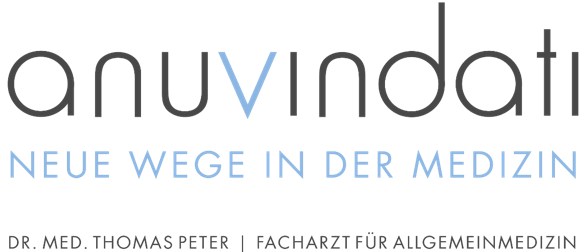 anuvindati
NEUE WEGE IN DER MEDIZIN
DR. MED. THOMAS PETER | FACHARZT FÜR ALLGEMEINMEDIZIN